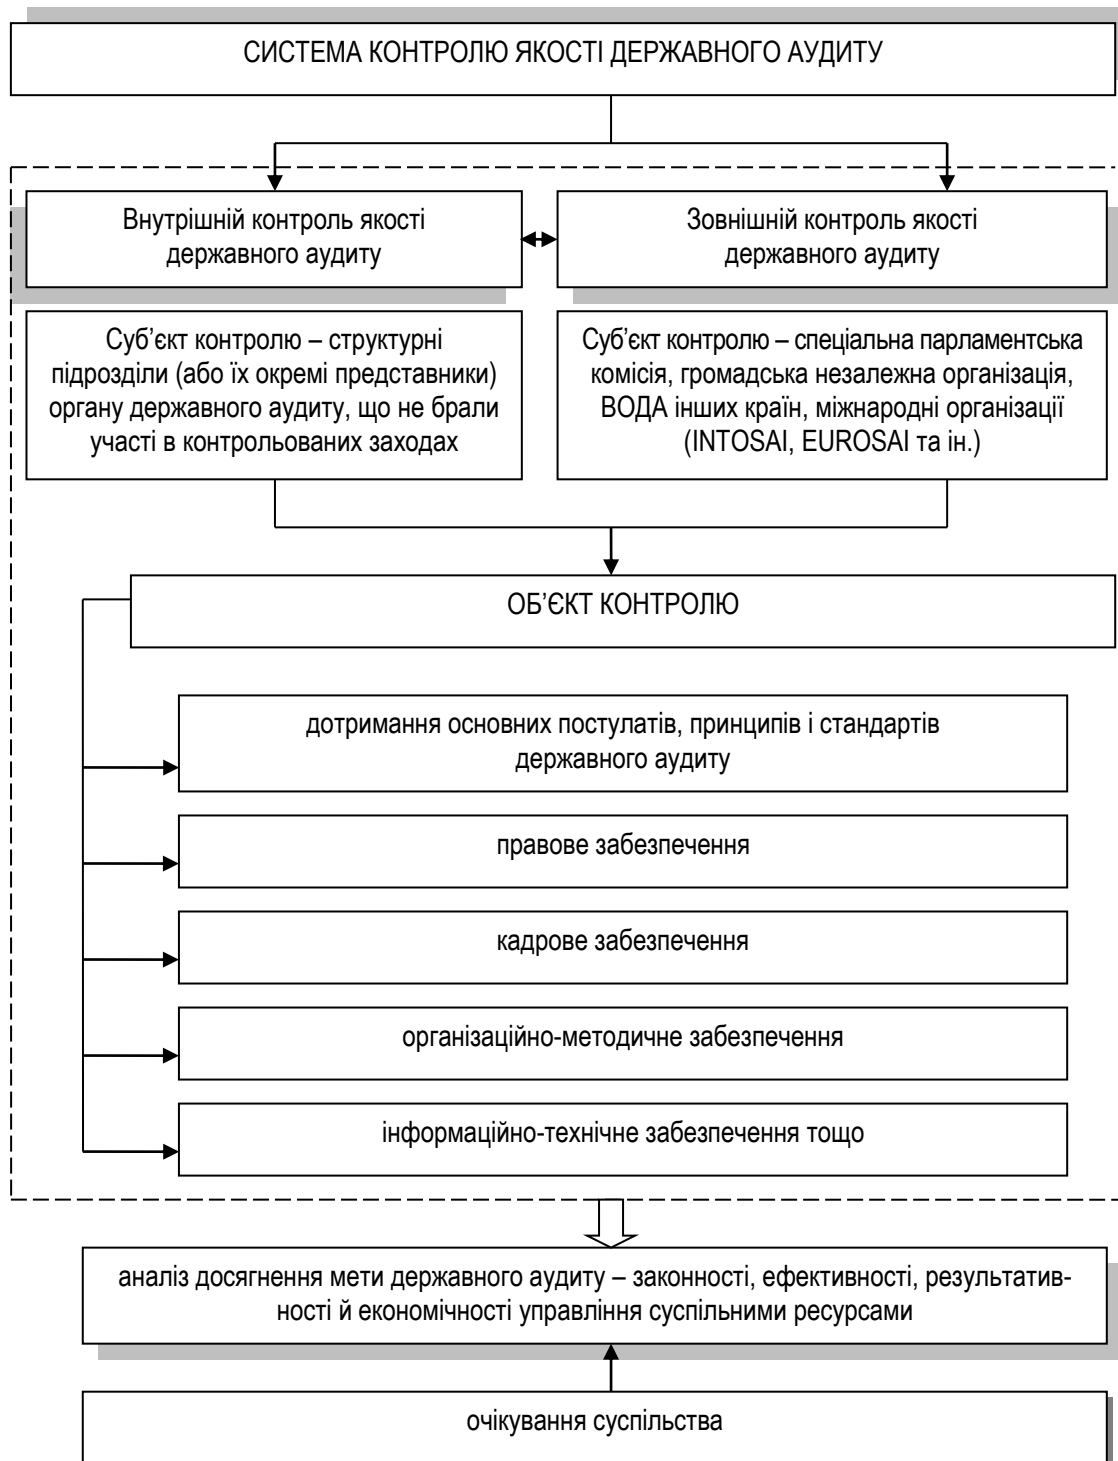 СИСТЕМА КОНТРОЛЮ ЯКОСТІ ДЕРЖАВНОГО АУДИТУ
Внутрішній контроль якості
державного аудиту
Зовнішній контроль якості
державного аудиту
Суб’єкт контролю – структурні
підрозділи (або їх окремі представники)
органу державного аудиту, що не брали
участі в контрольованих заходах
Суб’єкт контролю – спеціальна парламентська
комісія, громадська незалежна організація,
ВОДА інших країн, міжнародні організації
(INTOSAI, EUROSAI та ін.)
ОБ’ЄКТ КОНТРОЛЮ
дотримання основних постулатів, принципів і стандартів
державного аудиту
правове забезпечення
кадрове забезпечення
організаційно-методичне забезпечення
інформаційно-технічне забезпечення тощо
аналіз досягнення мети державного аудиту – законності, ефективності, результатив-
ності й економічності управління суспільними ресурсами
очікування суспільства